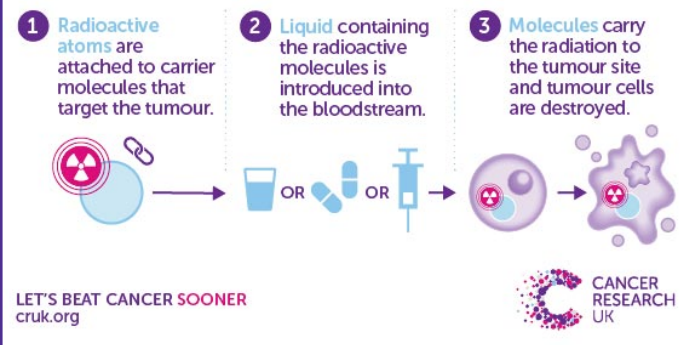 1 Radioactive
atoms are
attached to carrier
molecules that
target the tumour.
2 Liquid containing
the radioactive
molecules is
introduced into
the bloodstream.
3 Molecules carry
the radiation to
the tumour site
and tumour cells
are destroyed.
OR OR
LET'S BEAT CANCER SOONER
cruk.org
CANCER
RESEARCH
UK